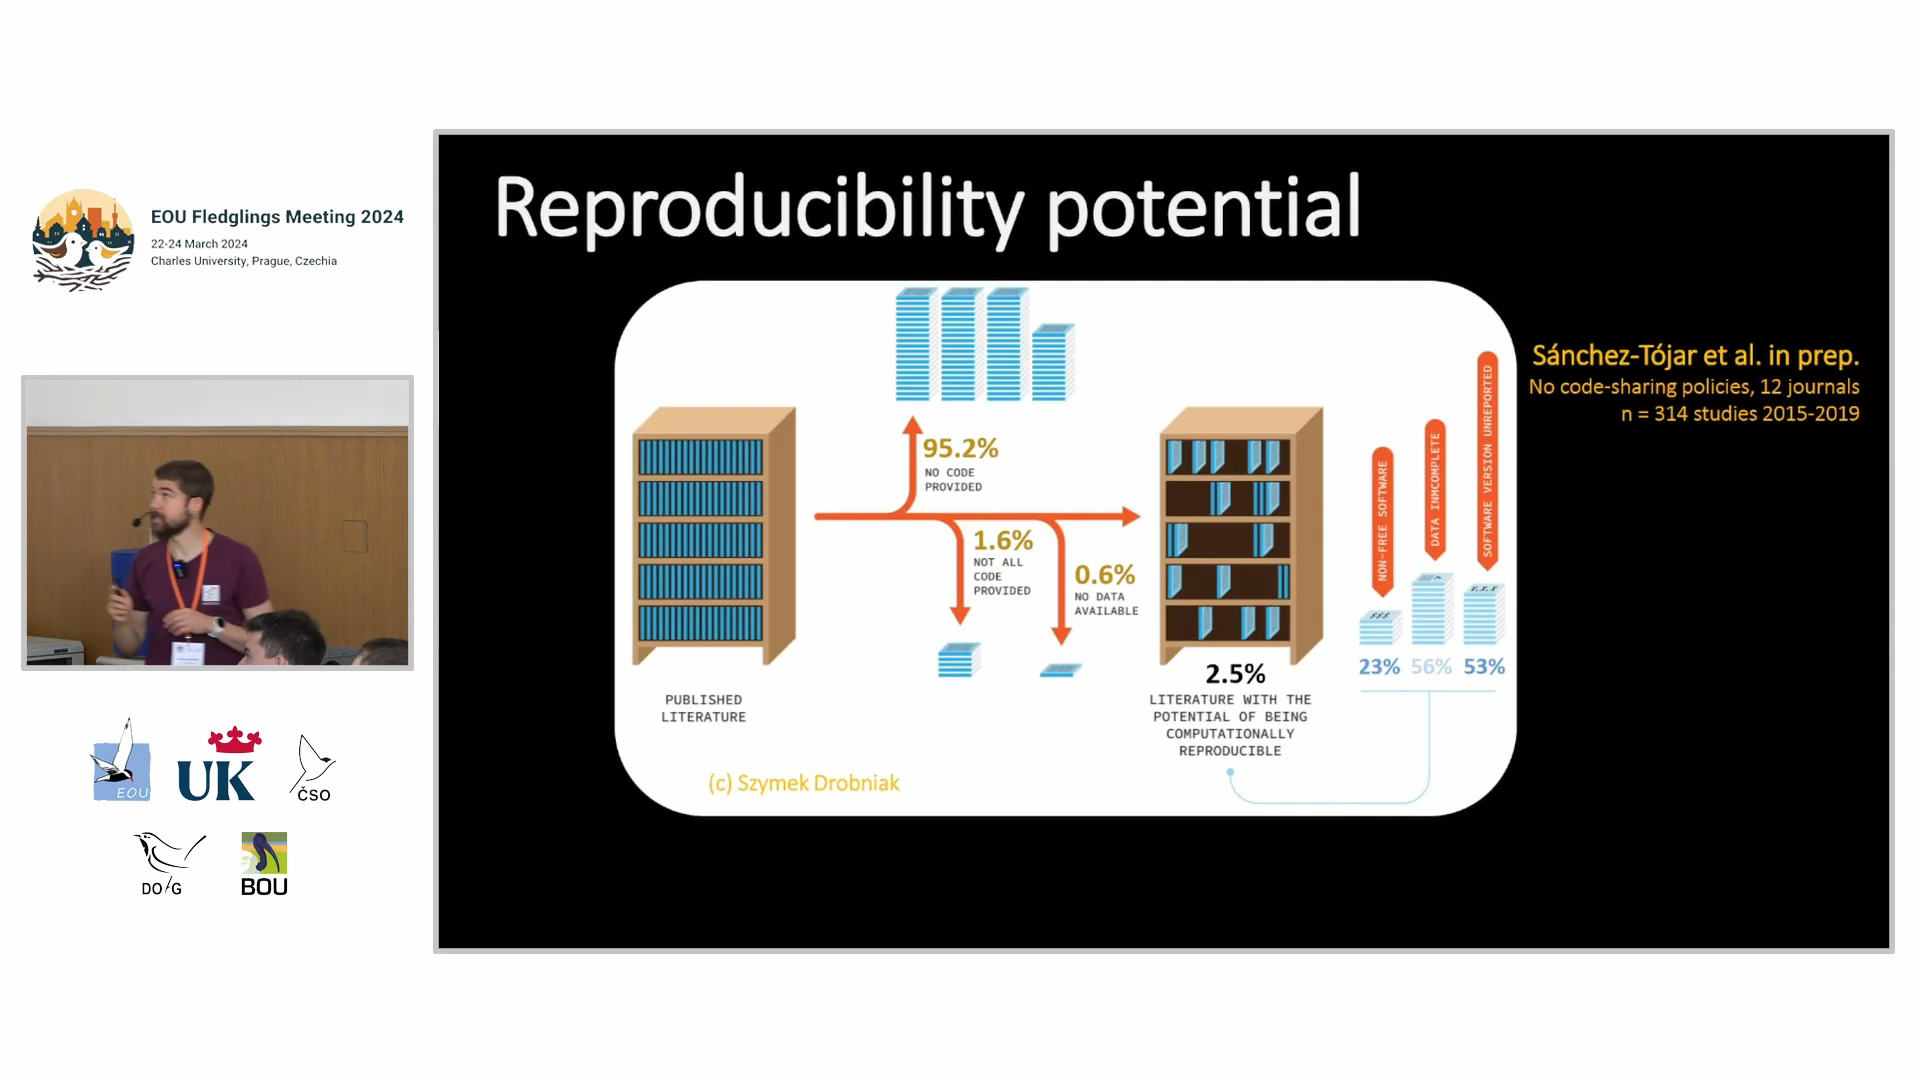 EOU Fledglings Meeting 2024
22-24 March 2024
Charles University, Prague, Czechia
EOU
UK
ČSO
DO/G
BOU
Reproducibility potential
Sánchez-Tójar et al. in prep.
No code-sharing policies, 12 journals
n = 314 studies 2015-2019
95.2%
NO CODE
PROVIDED
1.6%
NOT ALL
CODE
PROVIDED
0.6%
NO DATA
AVAILABLE
PUBLISHED
LITERATURE
2.5%
LITERATURE WITH THE
POTENTIAL OF BEING
COMPUTATIONALLY
REPRODUCIBLE
NON-FREE SOFTWARE
DATA INMCOMPLETE
SOFTWARE VERSION UNREPORTED
$$$
?
V.X.X
23% 56% 53%
(c) Szymek Drobniak